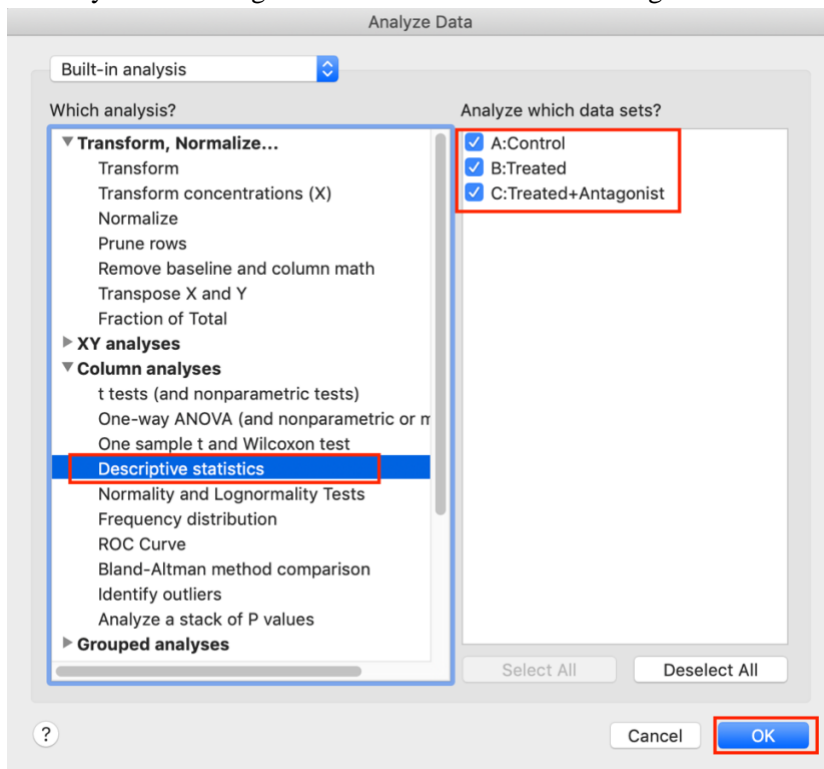 Analyze Data
Built-in analysis
Which analysis?
Transform, Normalize...
Transform
Transform concentrations (X)
Normalize
Prune rows
Remove baseline and column math
Transpose X and Y
Fraction of Total
XY analyses
Column analyses
t tests (and nonparametric tests)
One-way ANOVA (and nonparametric or m
One sample t and Wilcoxon test
Descriptive statistics
Normality and Lognormality Tests
Frequency distribution
ROC Curve
Bland-Altman method comparison
Identify outliers
Analyze a stack of P values
Grouped analyses
Analyze which data sets?
A:Control
B:Treated
C:Treated+Antagonist
Select All
Deselect All
?
Cancel
OK